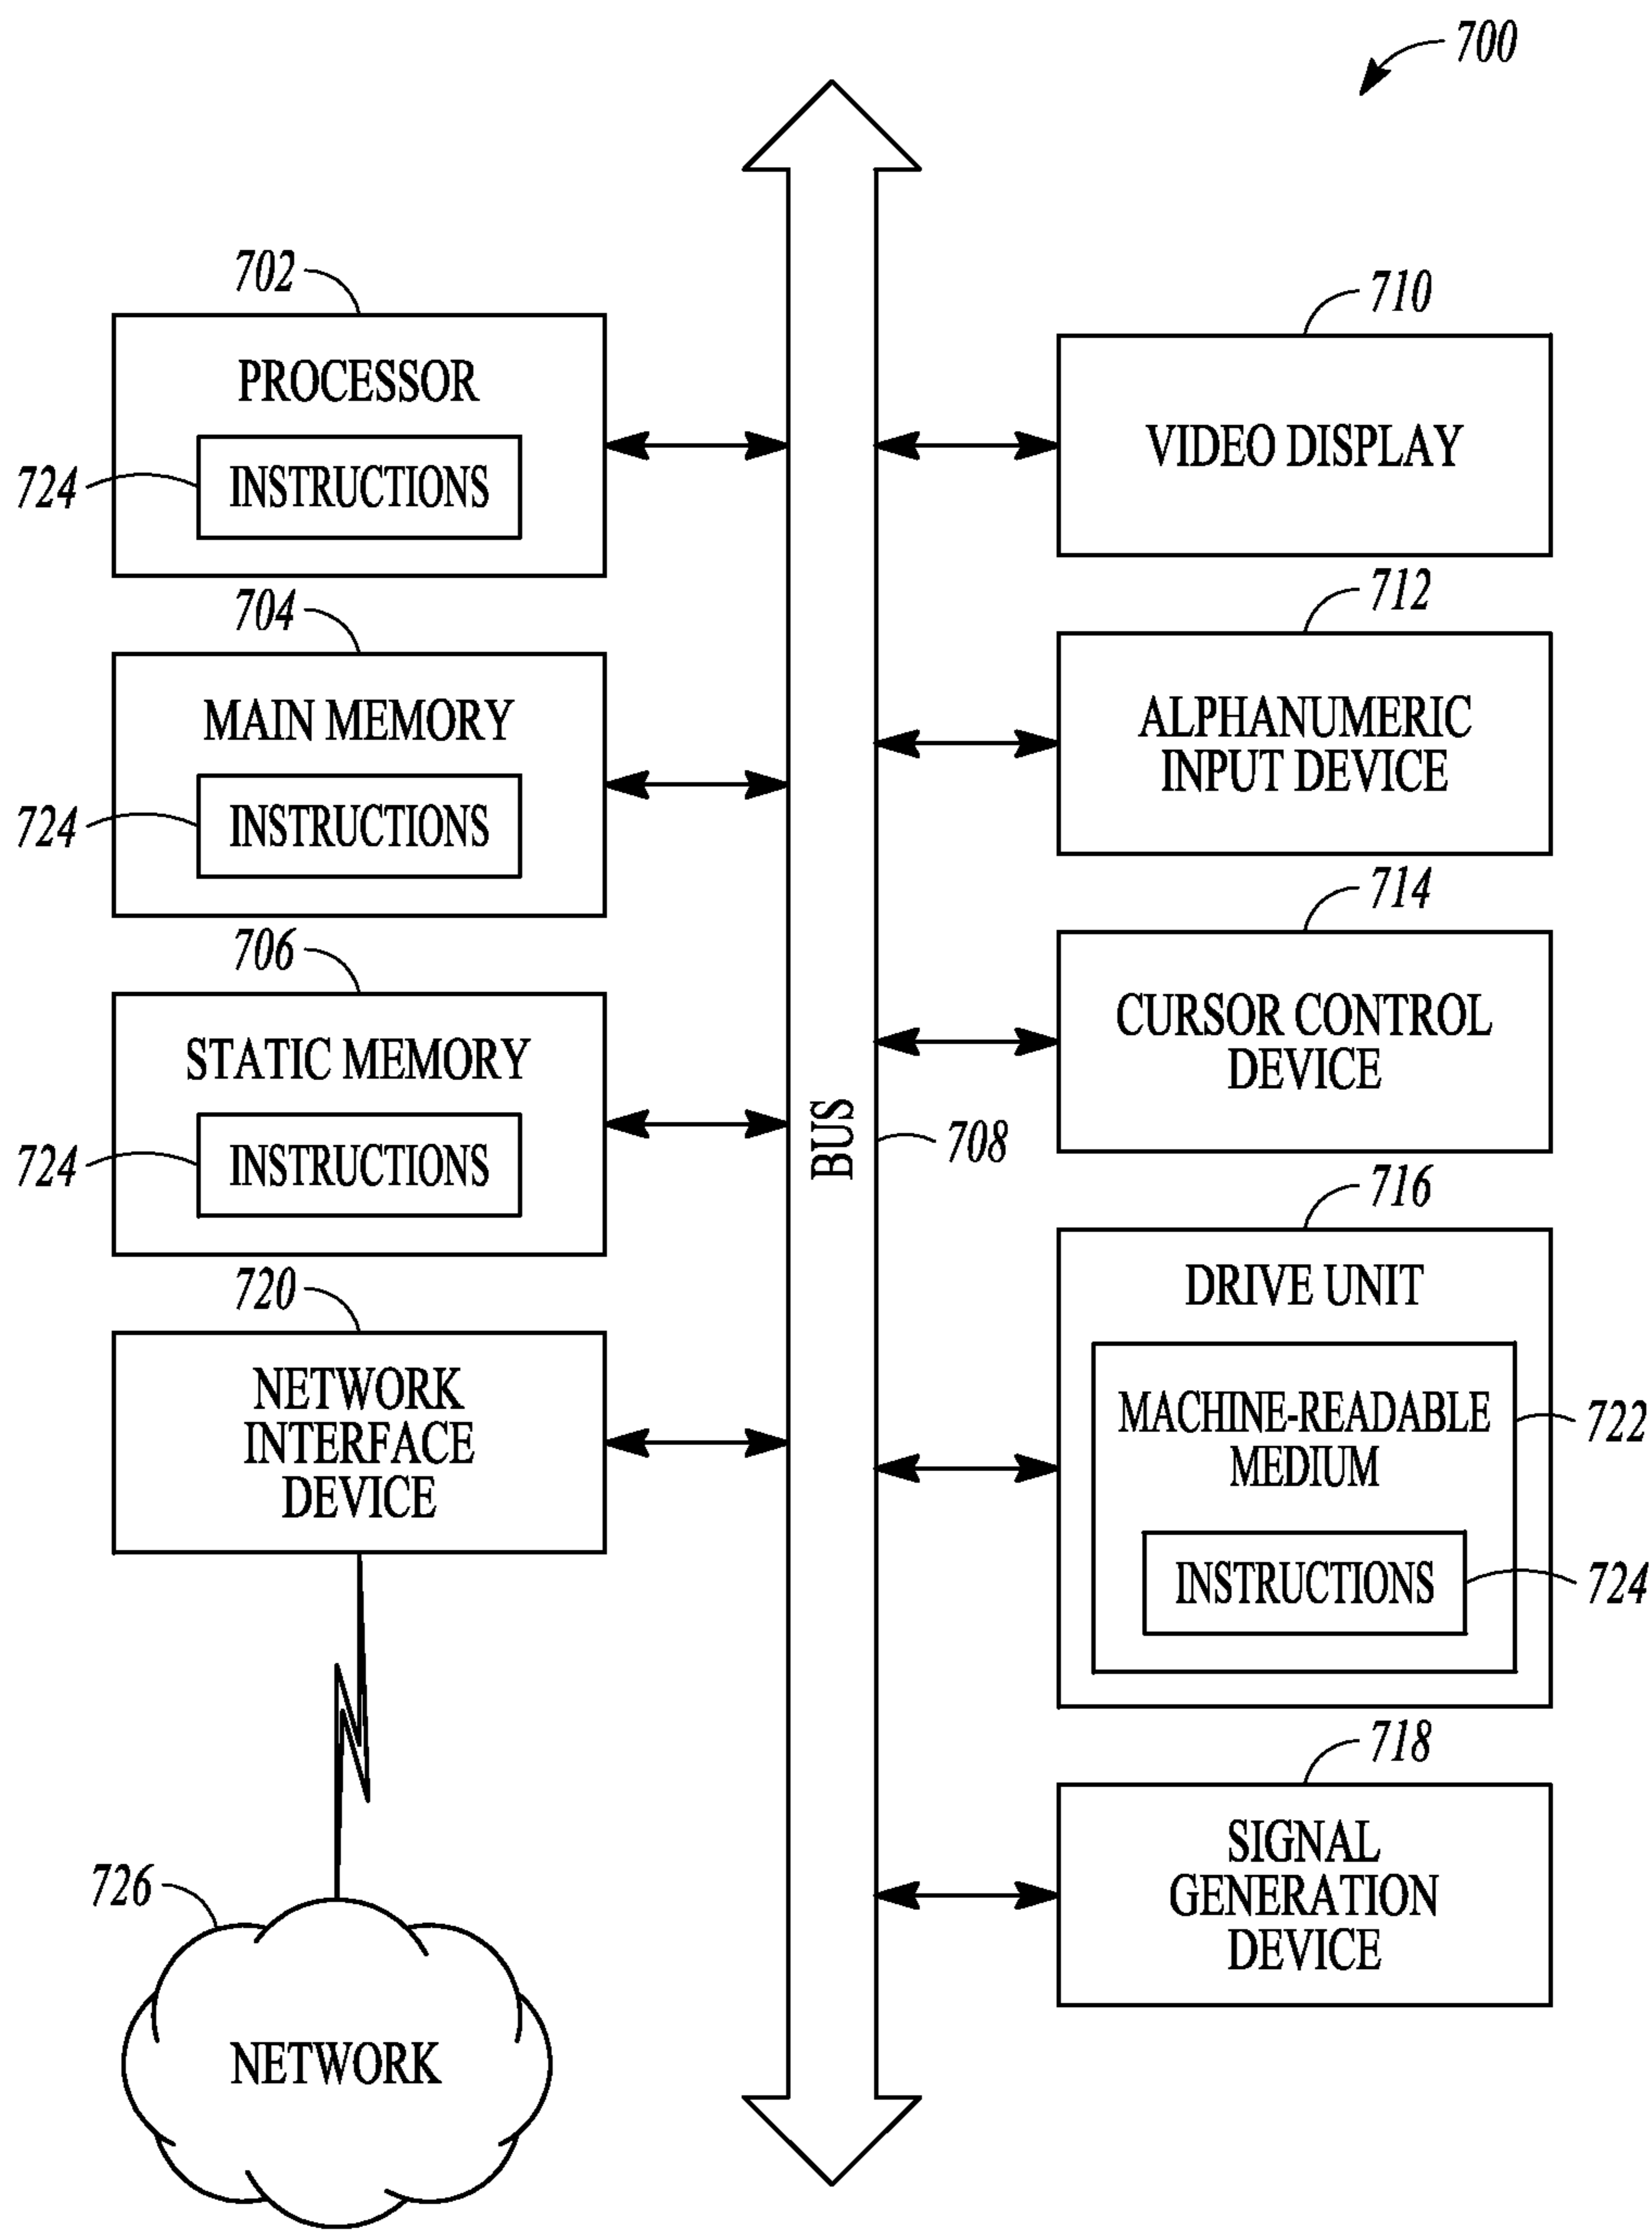 700
702
PROCESSOR
724
INSTRUCTIONS
704
MAIN MEMORY
724
INSTRUCTIONS
706
STATIC MEMORY
724
INSTRUCTIONS
720
NETWORK
INTERFACE
DEVICE
726
NETWORK
BUS
708
710
VIDEO DISPLAY
712
ALPHANUMERIC
INPUT DEVICE
714
CURSOR CONTROL
DEVICE
716
DRIVE UNIT
MACHINE-READABLE
MEDIUM
722
INSTRUCTIONS
724
718
SIGNAL
GENERATION
DEVICE